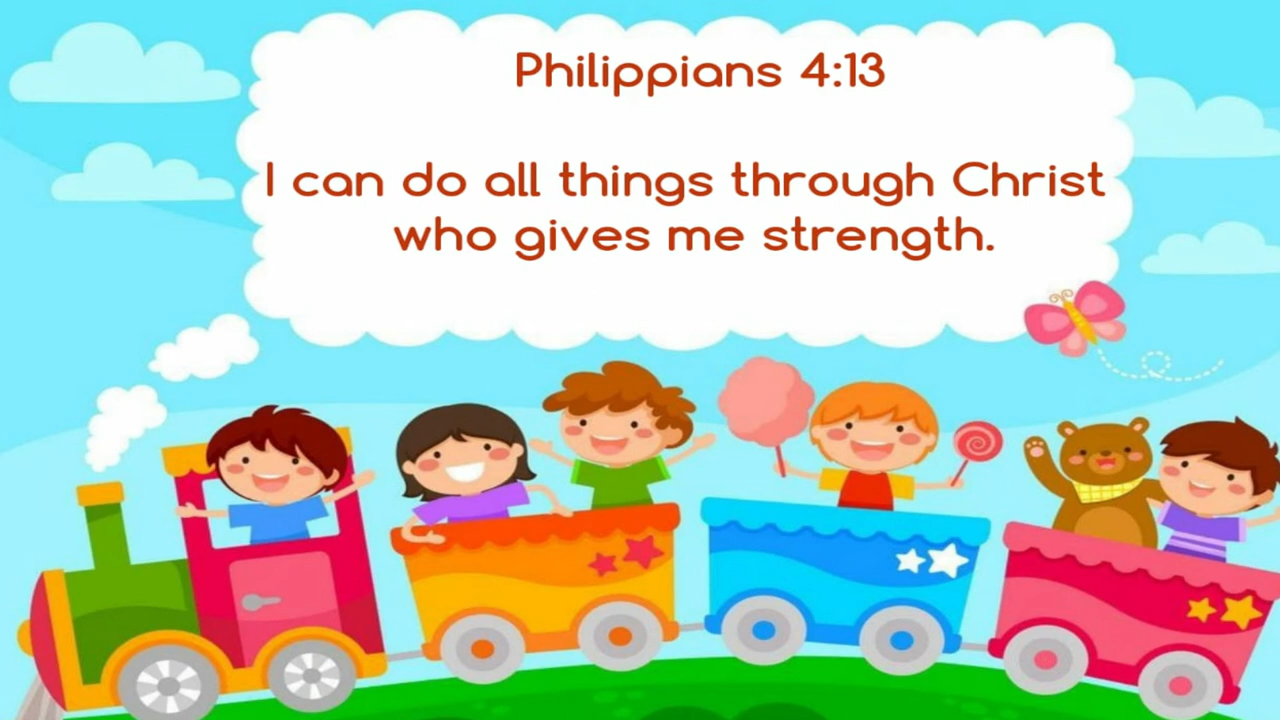 Philippians 4:13
I can do all things through Christ
who gives me strength.